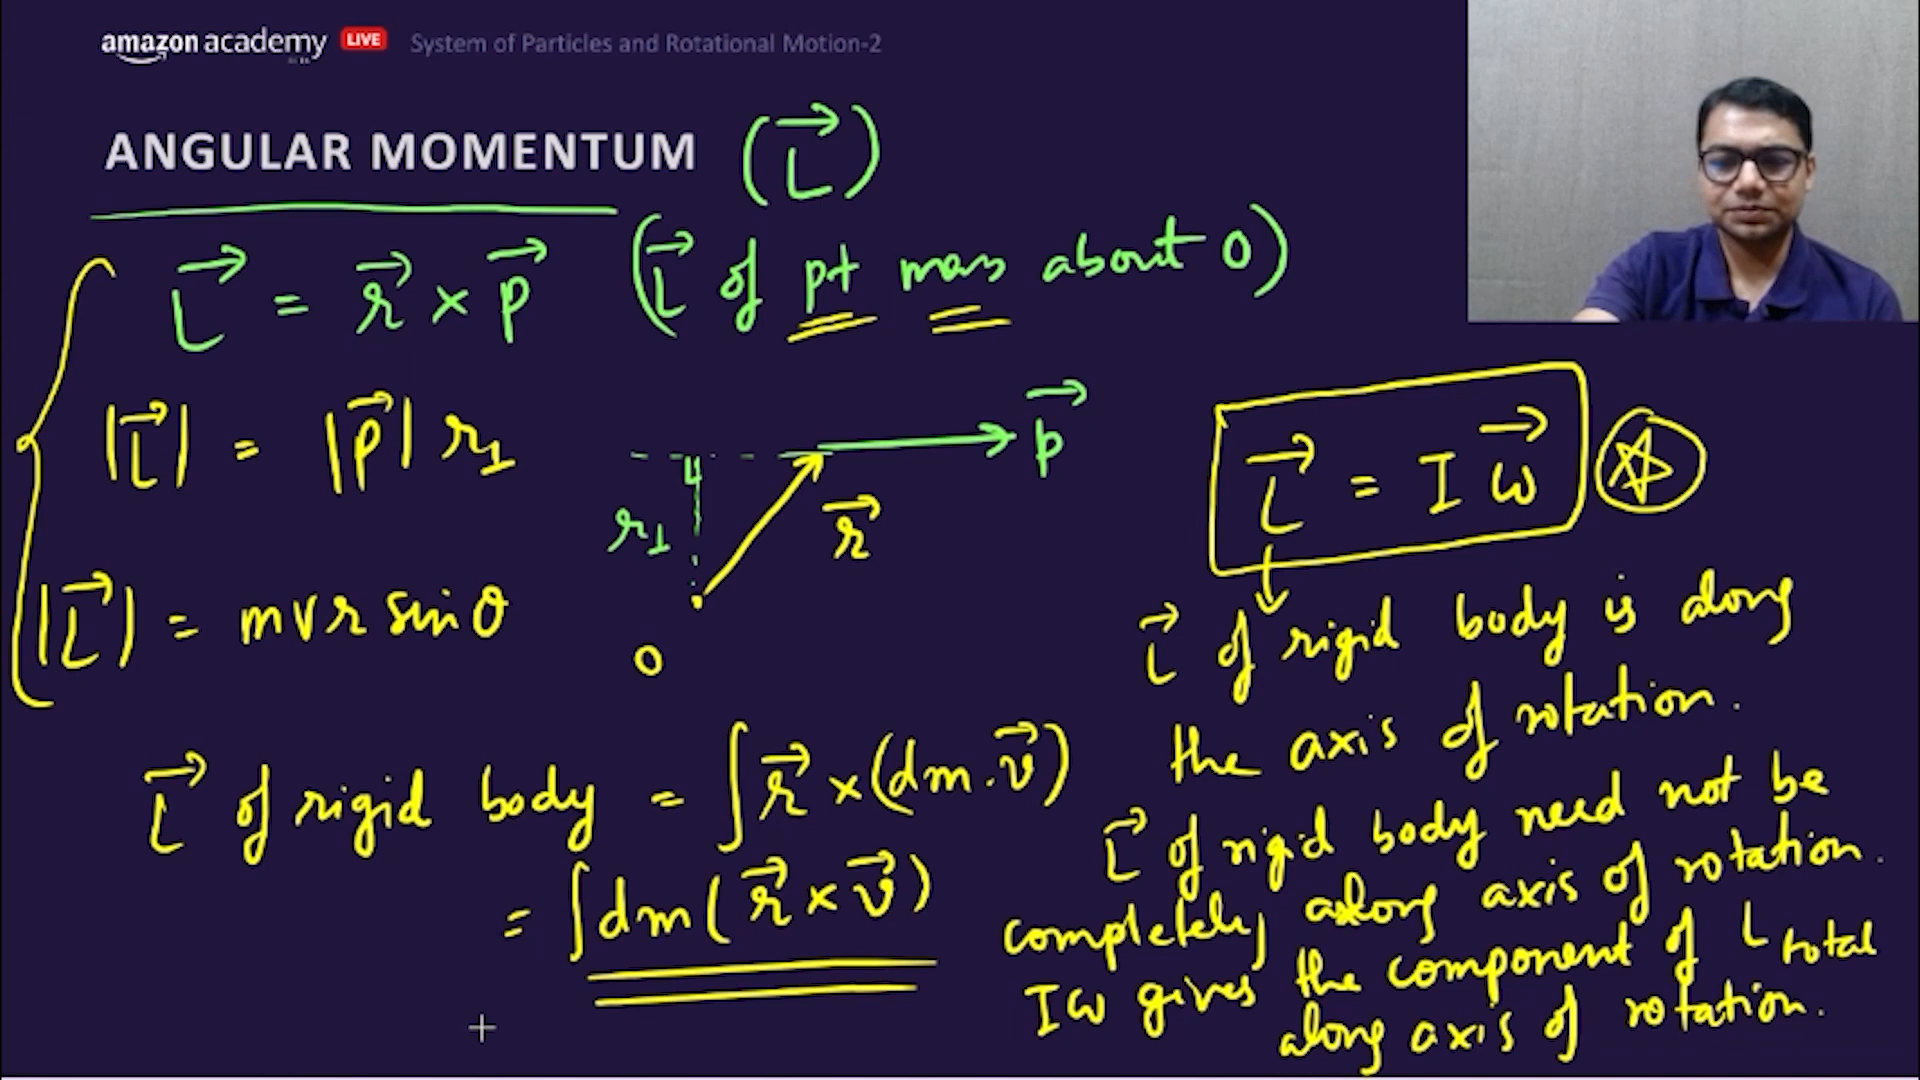 amazon academy LIVE System of Particles and Rotational Motion-2
ANGULAR MOMENTUM (L⃗)
L⃗ = r⃗ × p⃗ (L⃗ of pt mass about O)
|L⃗| = |p⃗| r⊥
r⊥
r⃗
p⃗
O
|L⃗| = mvr sinθ
L⃗ of rigid body = ∫r⃗ × (dm.v⃗)
= ∫dm(r⃗ × v⃗)
L⃗ = I ω⃗
L⃗ of rigid body is along
the axis of rotation.
L⃗ of rigid body need not be
completely along axis of rotation.
Iω gives the component of L total
along axis of rotation.